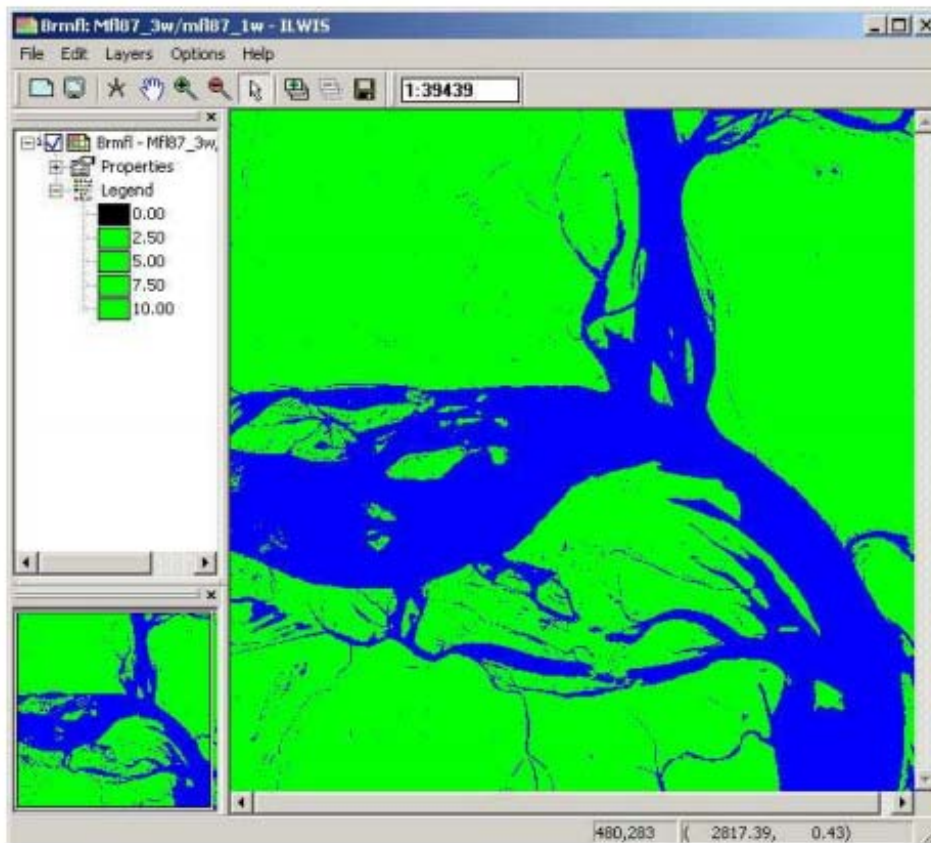 Brmfl: Mfl87_3w/mfl87_1w - ILWIS
File Edit Layers Options Help
1:39439
Brmfl - Mfl87_3w,
Properties
Legend
0.00
2.50
5.00
7.50
10.00
480,283 ( 2817.39, 0.43)